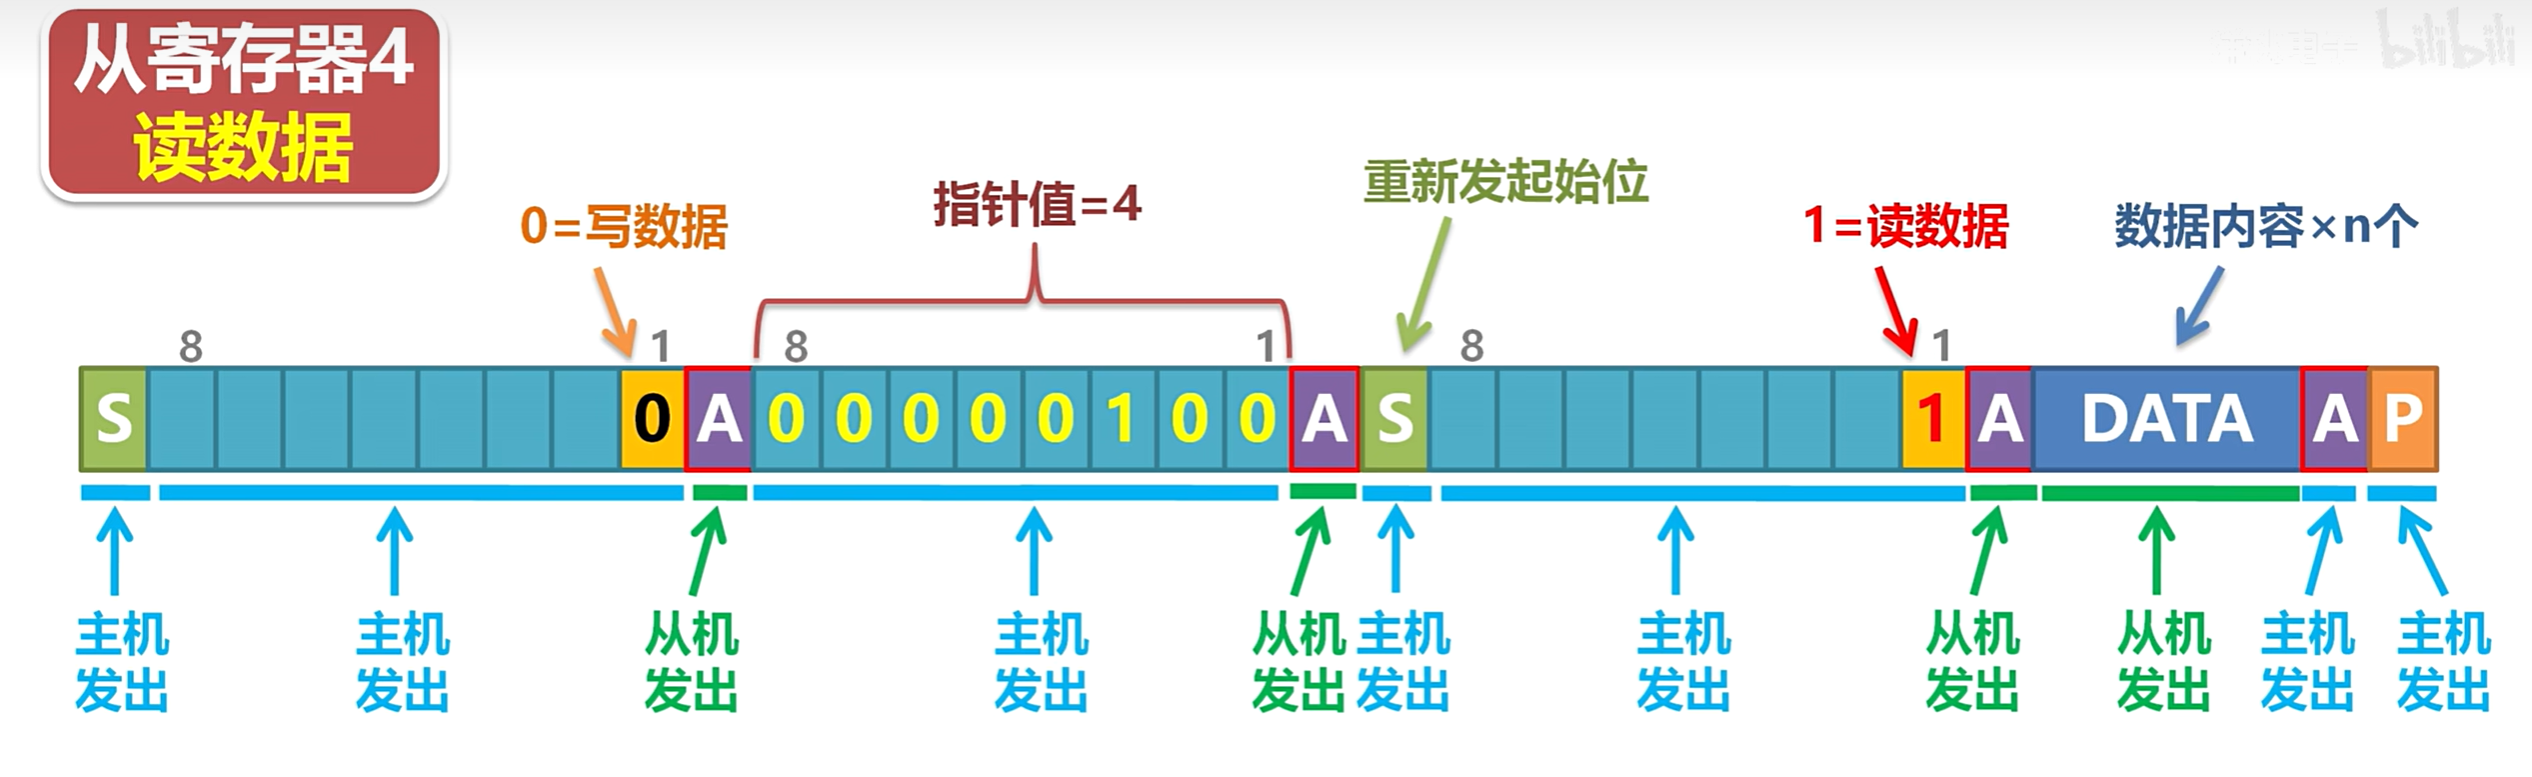 从寄存器4
读数据
bilibili
重新发起始位
指针值=4
0=写数据
1=读数据
数据内容×n个
8 1 8 1 8 1
S 0 A 0 0 0 0 0 1 0 0 A S 1 A DATA A P
主机 主机 从机 主机 从机 主机 主机 从机 从机 主机 主机
发出 发出 发出 发出 发出 发出 发出 发出 发出 发出 发出